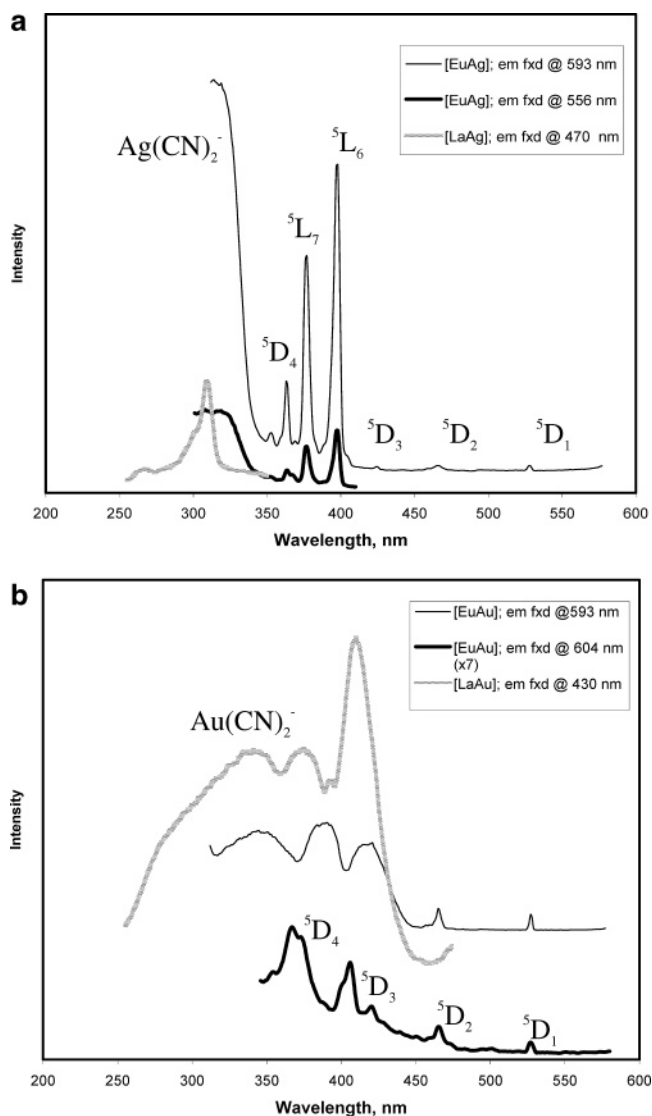 a
[EuAg]; em fxd @ 593 nm
[EuAg]; em fxd @ 556 nm
[LaAg]; em fxd @ 470 nm
Ag(CN)₂⁻
⁵L₆
⁵L₇
⁵D₄
⁵D₃
⁵D₂
⁵D₁
Intensity
200 250 300 350 400 450 500 550 600
Wavelength, nm
b
[EuAu]; em fxd @593 nm
[EuAu]; em fxd @ 604 nm
(x7)
[LaAu]; em fxd @ 430 nm
Au(CN)₂⁻
Intensity
⁵D₄
⁵D₃
⁵D₂
⁵D₁
200 250 300 350 400 450 500 550 600
Wavelength, nm